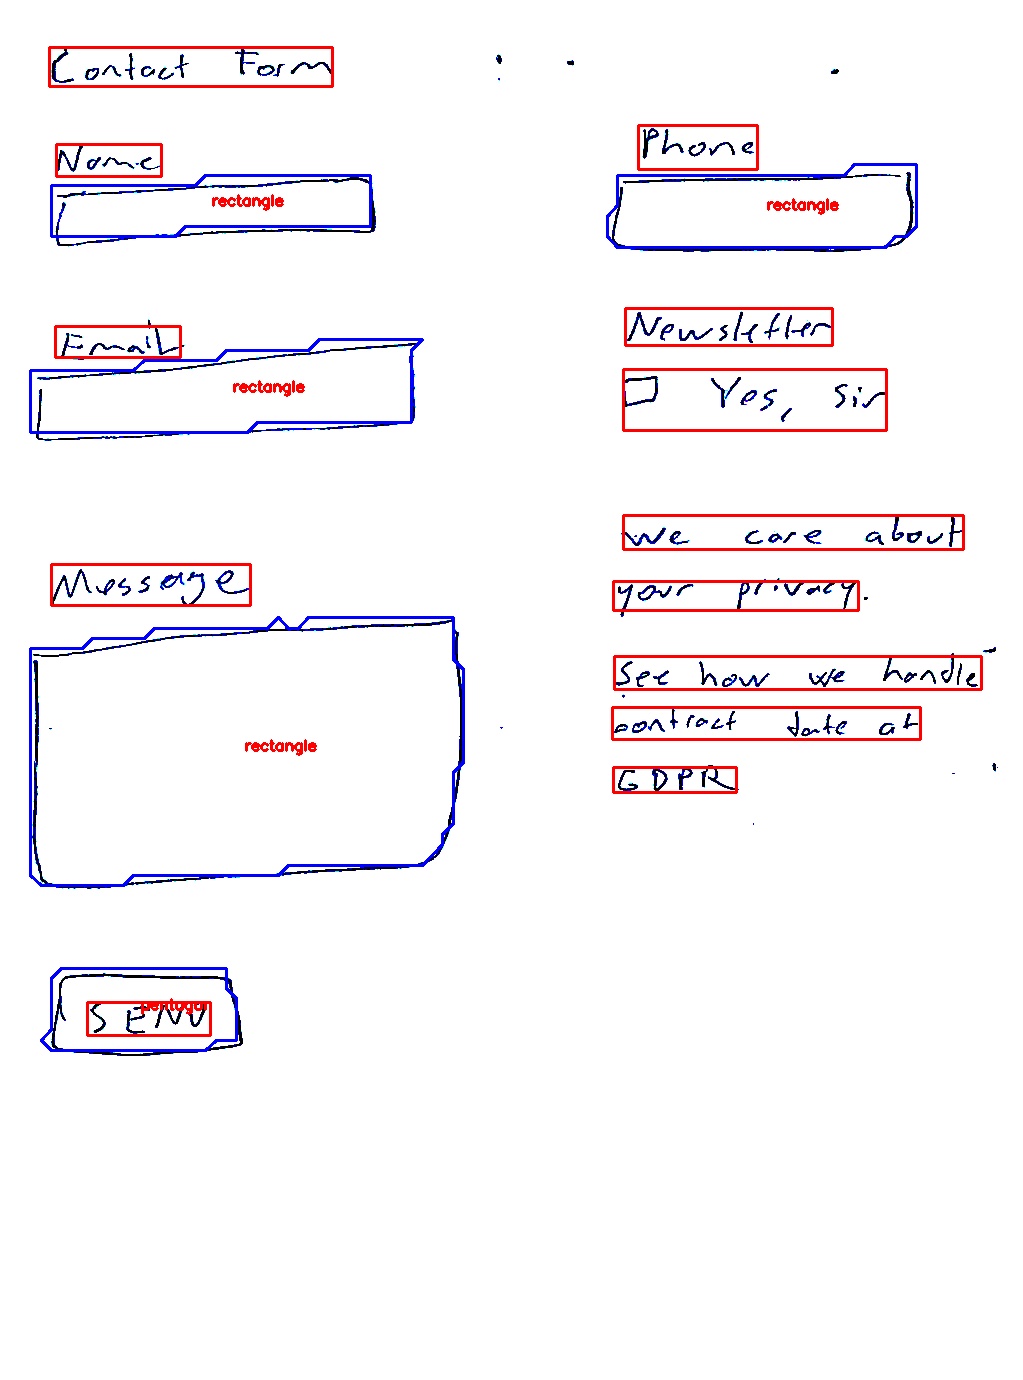 Contact Form
Name
rectangle
Email
rectangle
Message
rectangle
pentagon
SEND
Phone
rectangle
Newsletter
Yes, sir
we care about
your privacy.
See how we handle
contract date at
GDPR